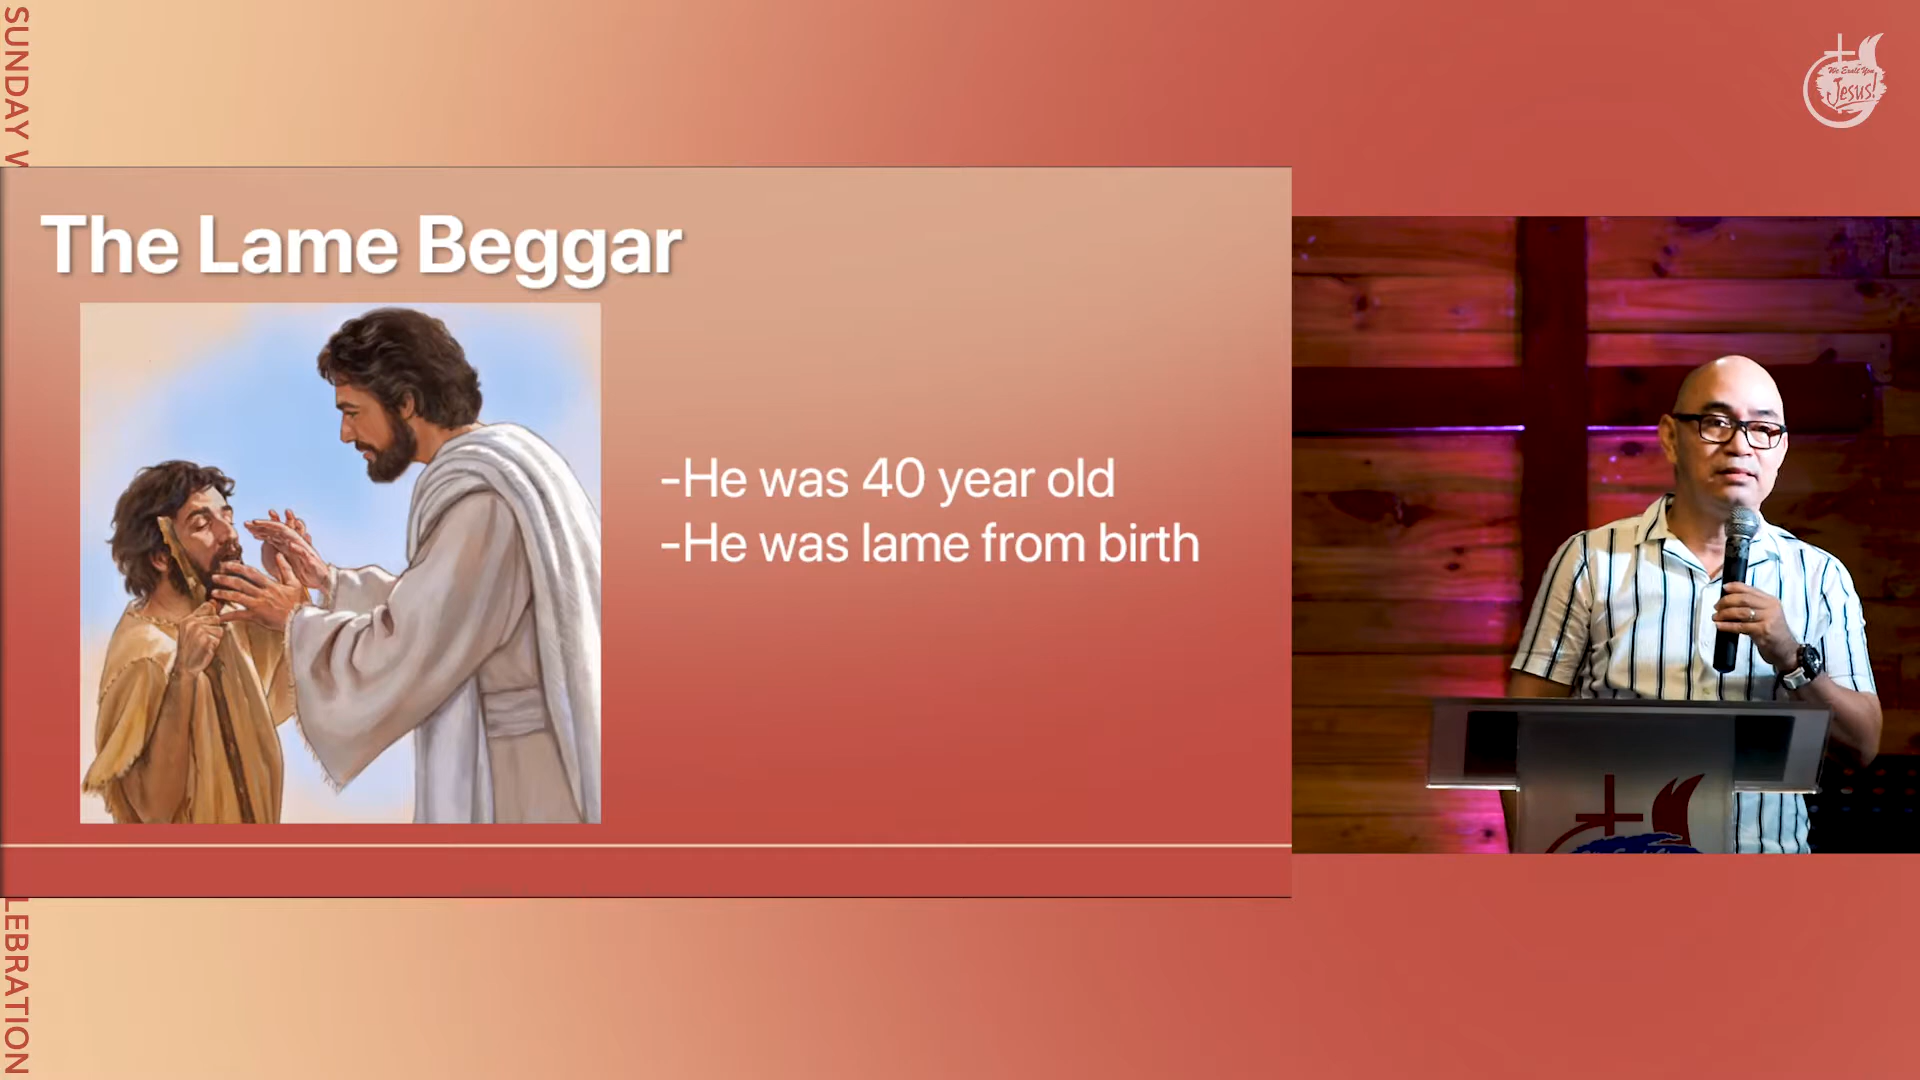 SUNDAY
We Exalt You
Jesus!
The Lame Beggar
-He was 40 year old
-He was lame from birth
LEBRATION